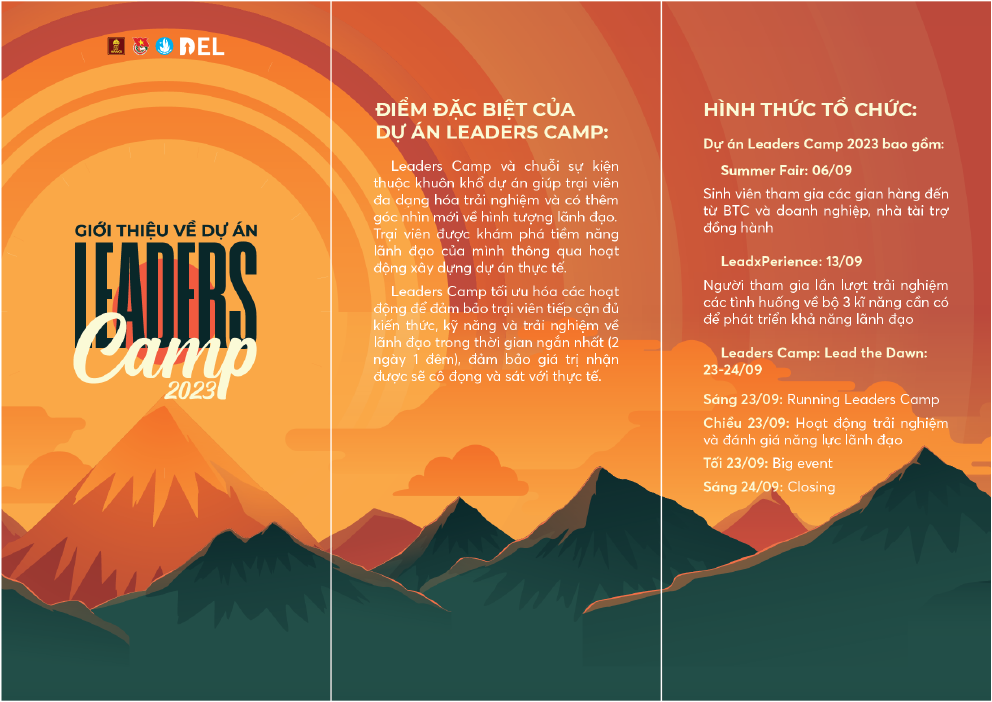 DEL
GIỚI THIỆU VỀ DỰ ÁN
LEADERS
Camp
2023
ĐIỂM ĐẶC BIỆT CỦA
DỰ ÁN LEADERS CAMP:
Leaders Camp và chuỗi sự kiện
thuộc khuôn khổ dự án giúp trại viên
đa dạng hóa trải nghiệm và có thêm
góc nhìn mới về hình tượng lãnh đạo.
Trại viên được khám phá tiềm năng
lãnh đạo của mình thông qua hoạt
động xây dựng dự án thực tế.
Leaders Camp tối ưu hóa các hoạt
động để đảm bảo trại viên tiếp cận đủ
kiến thức, kỹ năng và trải nghiệm về
lãnh đạo trong thời gian ngắn nhất (2
ngày 1 đêm), đảm bảo giá trị nhận
được sẽ cô đọng và sát với thực tế.
HÌNH THỨC TỔ CHỨC:
Dự án Leaders Camp 2023 bao gồm:
Summer Fair: 06/09
Sinh viên tham gia các gian hàng đến
từ BTC và doanh nghiệp, nhà tài trợ
đồng hành
LeadxPerience: 13/09
Người tham gia lần lượt trải nghiệm
các tình huống về bộ 3 kĩ năng cần có
để phát triển khả năng lãnh đạo
Leaders Camp: Lead the Dawn:
23-24/09
Sáng 23/09: Running Leaders Camp
Chiều 23/09: Hoạt động trải nghiệm
và đánh giá năng lực lãnh đạo
Tối 23/09: Big event
Sáng 24/09: Closing